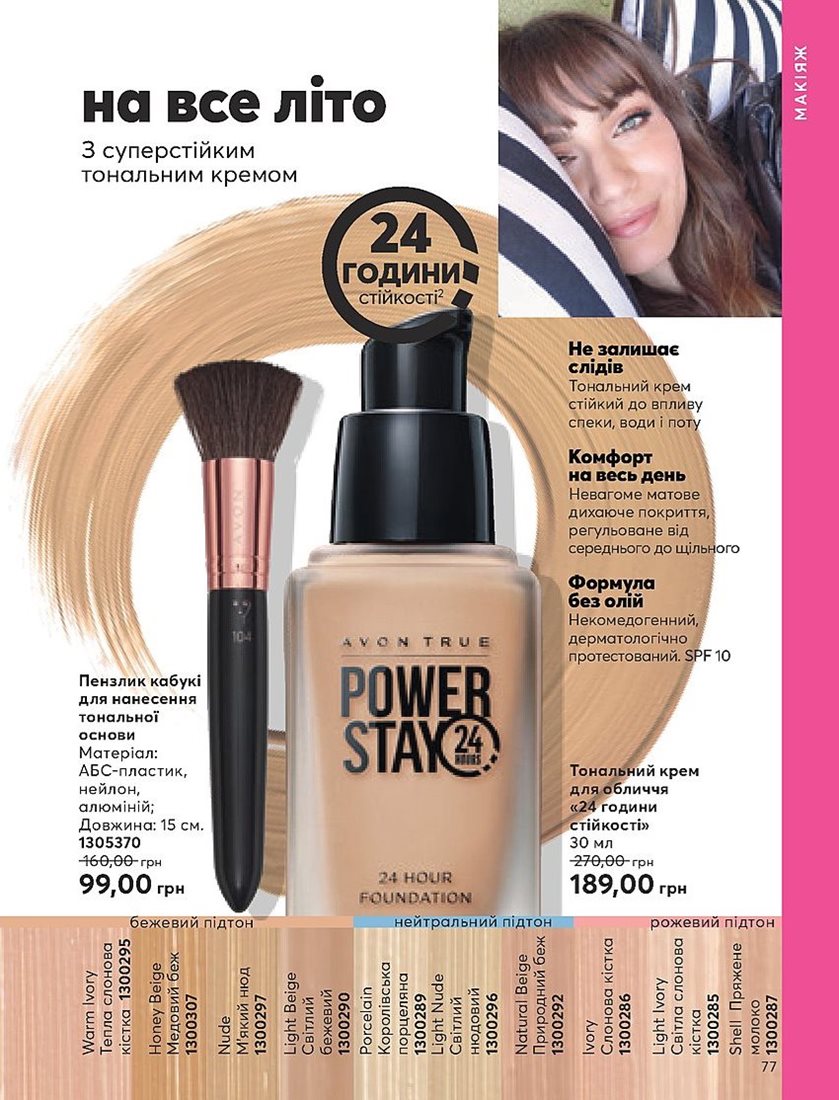 МАКІЯЖ
на все літо
З суперстійким
тональним кремом
24
ГОДИНИ
СТІЙКОСТІ²
Не залишає
слідів
Тональний крем
стійкий до впливу
спеки, води і поту
Комфорт
на весь день
Невагоме матове
дихаюче покриття,
регульоване від
середнього до щільного
Формула
без олій
Некомедогенний,
дерматологічно
протестований. SPF 10
AVON
104
AVON TRUE
POWER
STAY 24
HOURS
24 HOUR
FOUNDATION
Пензлик кабукі
для нанесення
тональної
основи
Матеріал:
АБС-пластик,
нейлон,
алюміній;
Довжина: 15 см.
1305370
160,00 грн
99,00 грн
Тональний крем
для обличчя
«24 години
стійкості»
30 мл
270,00 грн
189,00 грн
бежевий підтон
нейтральний підтон
рожевий підтон
Warm Ivory
Тепла слонова
кістка 1300295
Honey Beige
Медовий беж
1300307
Nude
М'який нюд
1300297
Light Beige
Світлий
бежевий
1300290
Porcelain
Королівська
порцеляна
1300289
Light Nude
Світлий
нюдовий
1300296
Natural Beige
Природний беж
1300292
Ivory
Слонова кістка
1300286
Light Ivory
Світла слонова
кістка
1300285
Shell Пряжене
молоко
1300287
77